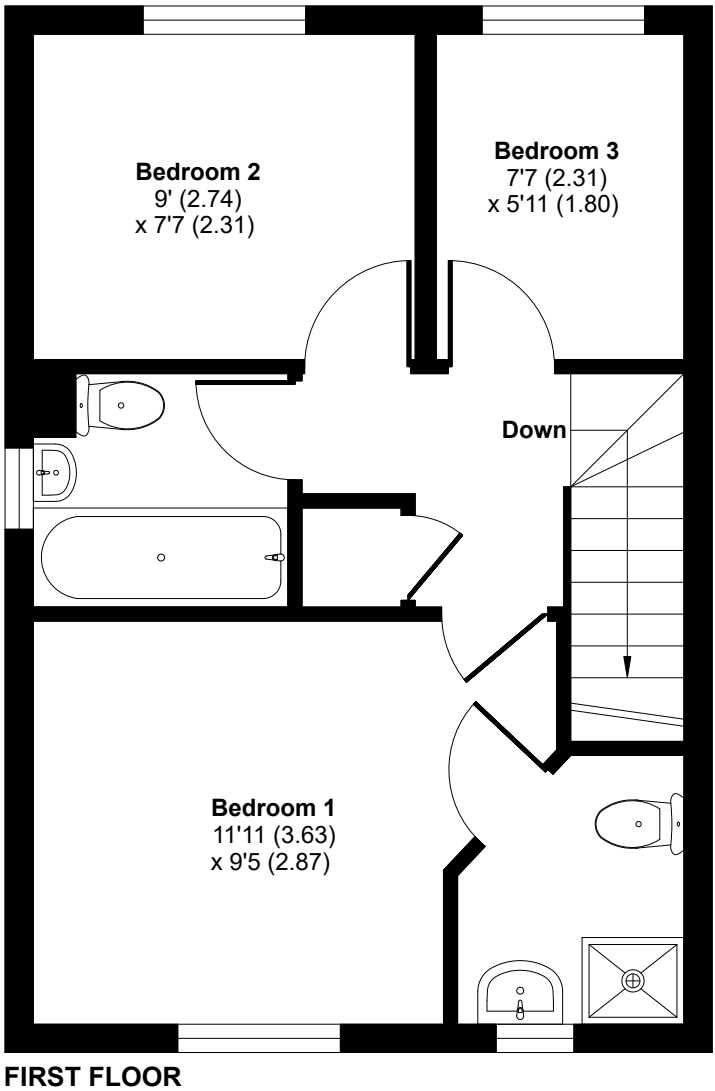 Bedroom 2
9' (2.74)
x 7'7 (2.31)
Bedroom 3
7'7 (2.31)
x 5'11 (1.80)
Down
Bedroom 1
11'11 (3.63)
x 9'5 (2.87)
FIRST FLOOR